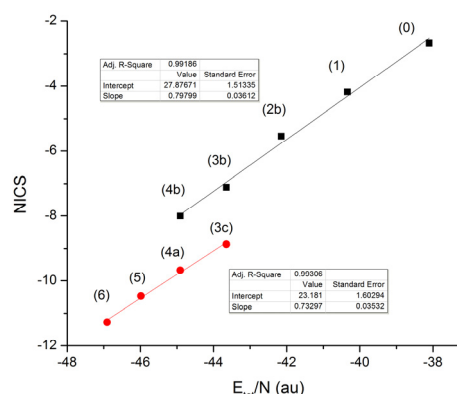 -2
(0)
Adj. R-Square 0.99186
Value Standard Error
Intercept 27.87671 1.51335
Slope 0.79799 0.03612
(1)
-4
(2b)
-6
(3b)
NICS
(4b)
-8
(3c)
(4a)
(5)
Adj. R-Square 0.99306
Value Standard Error
Intercept 23.181 1.60294
Slope 0.73297 0.03532
-10
(6)
-12
-48 -46 -44 -42 -40 -38
/N (au)